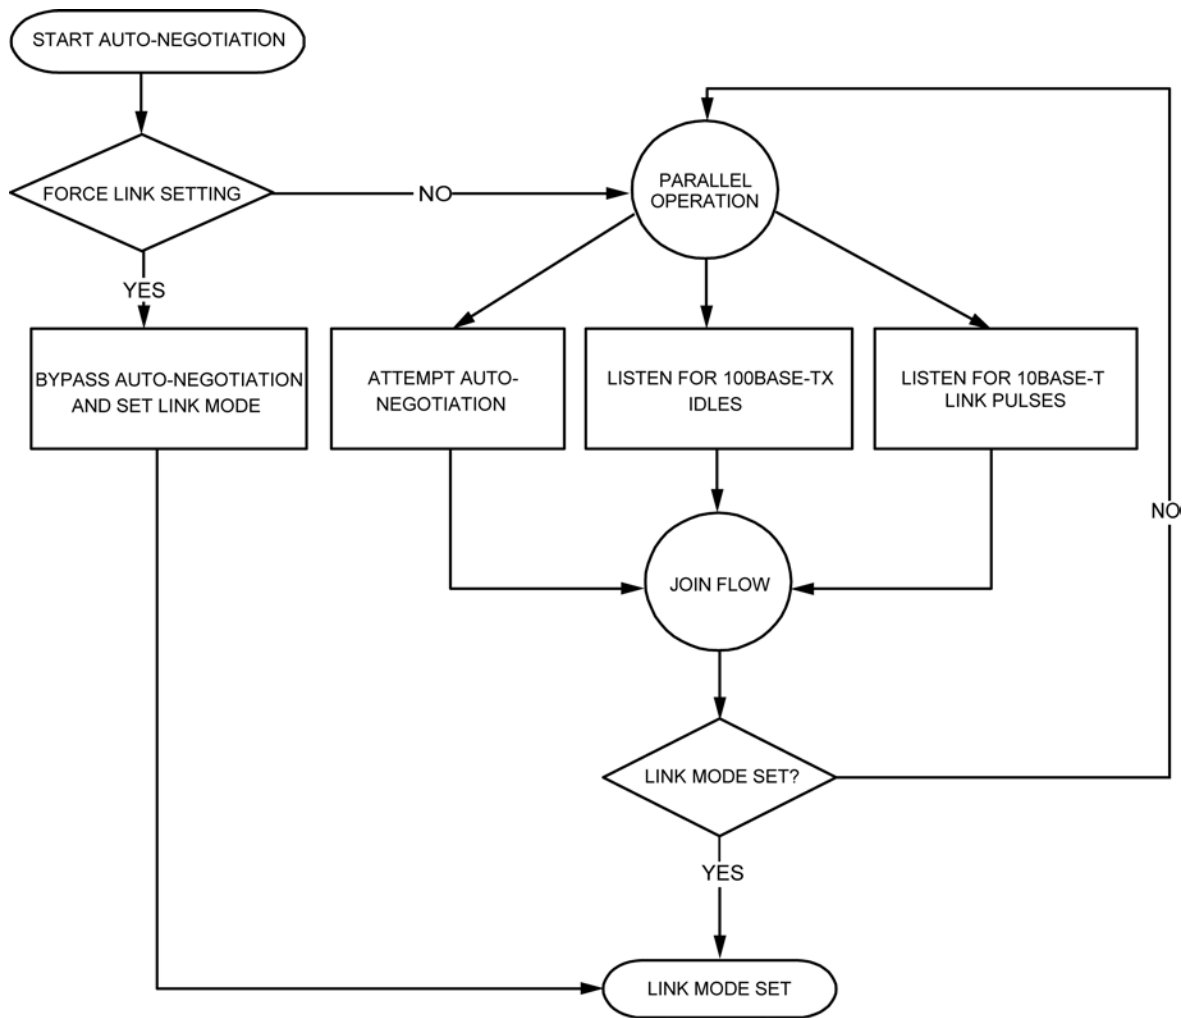 START AUTO-NEGOTIATION
FORCE LINK SETTING
NO
PARALLEL
OPERATION
YES
BYPASS AUTO-NEGOTIATION
AND SET LINK MODE
ATTEMPT AUTO-
NEGOTIATION
LISTEN FOR 100BASE-TX
IDLES
LISTEN FOR 10BASE-T
LINK PULSES
NO
JOIN FLOW
LINK MODE SET?
YES
LINK MODE SET